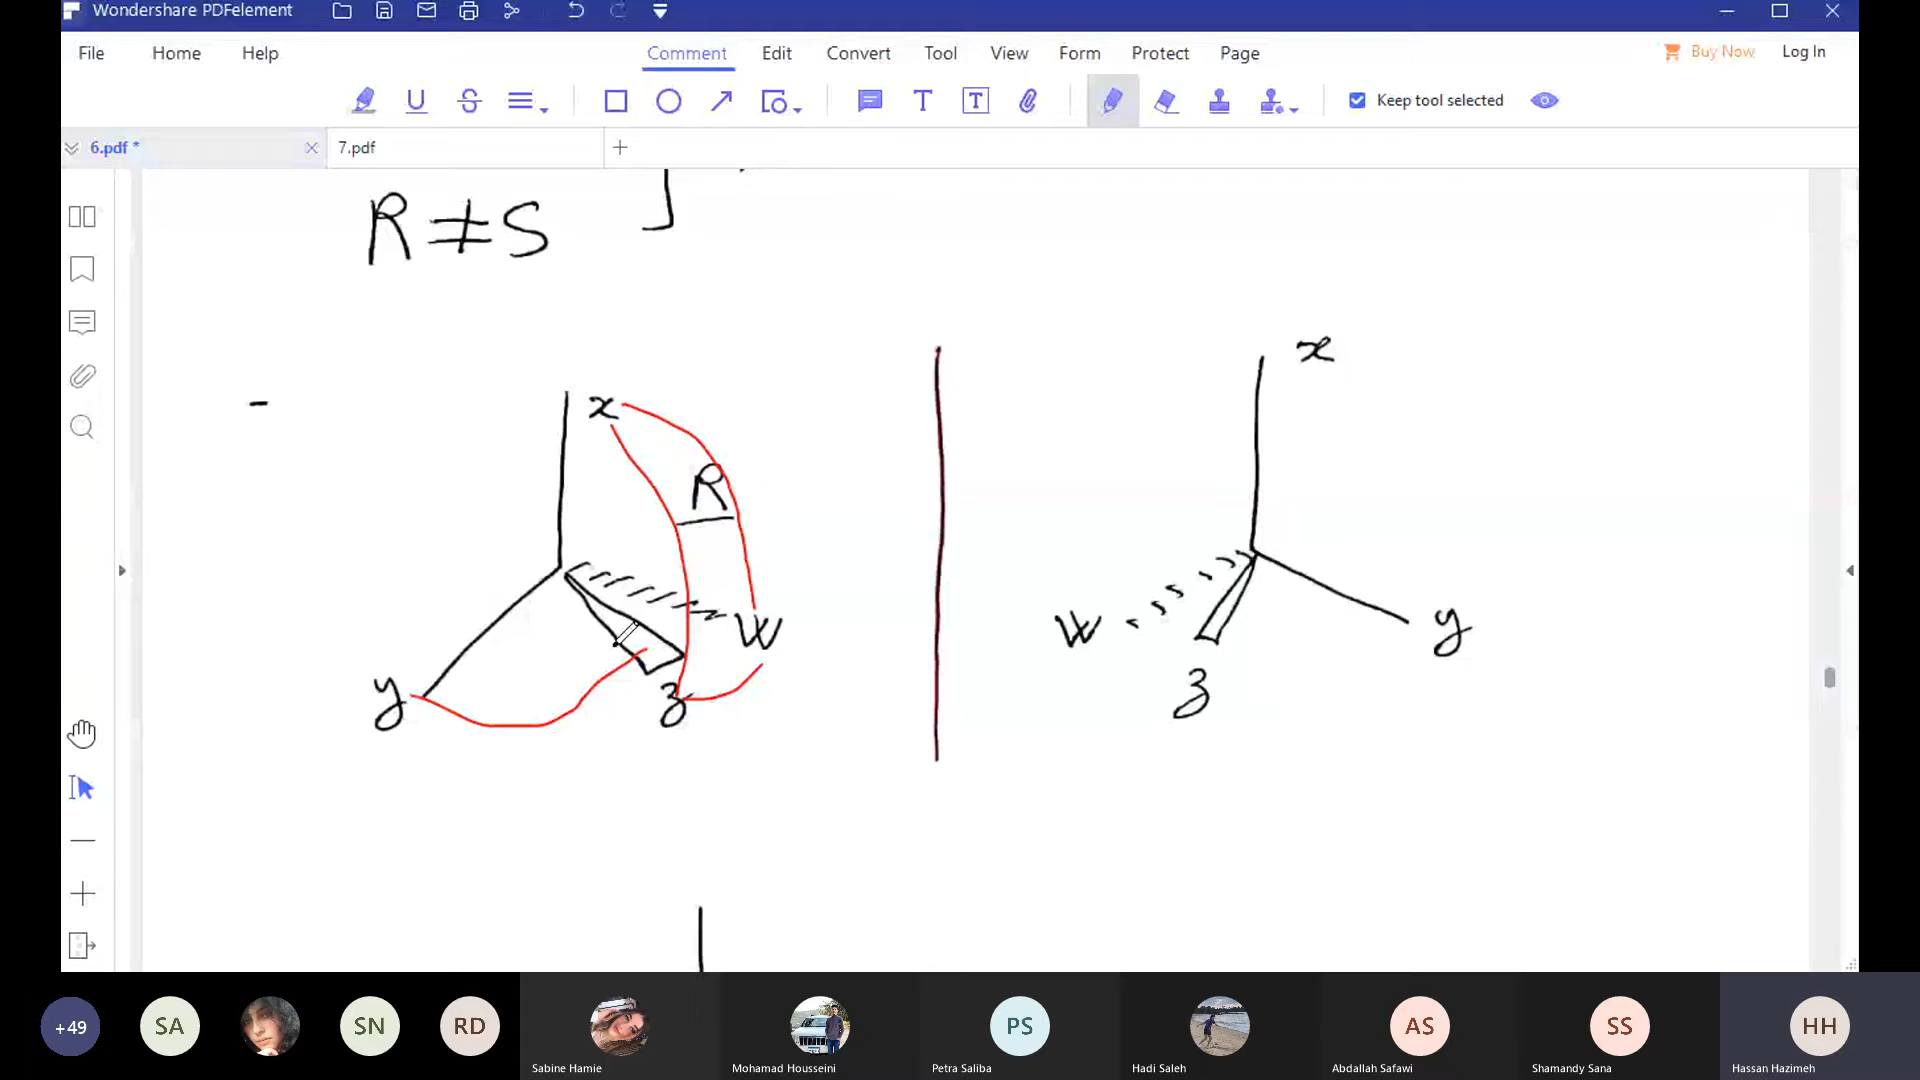 Wondershare PDFelement
File Home Help Comment Edit Convert Tool View Form Protect Page Buy Now Log In
Keep tool selected
6.pdf * 7.pdf
R ≠ S
x
R
W
y
z
x
W
y
z
+49 SA SN RD PS AS SS HH
Sabine Hamie Mohamad Housseini Petra Saliba Hadi Saleh Abdallah Safawi Shamandy Sana Hassan Hazimeh